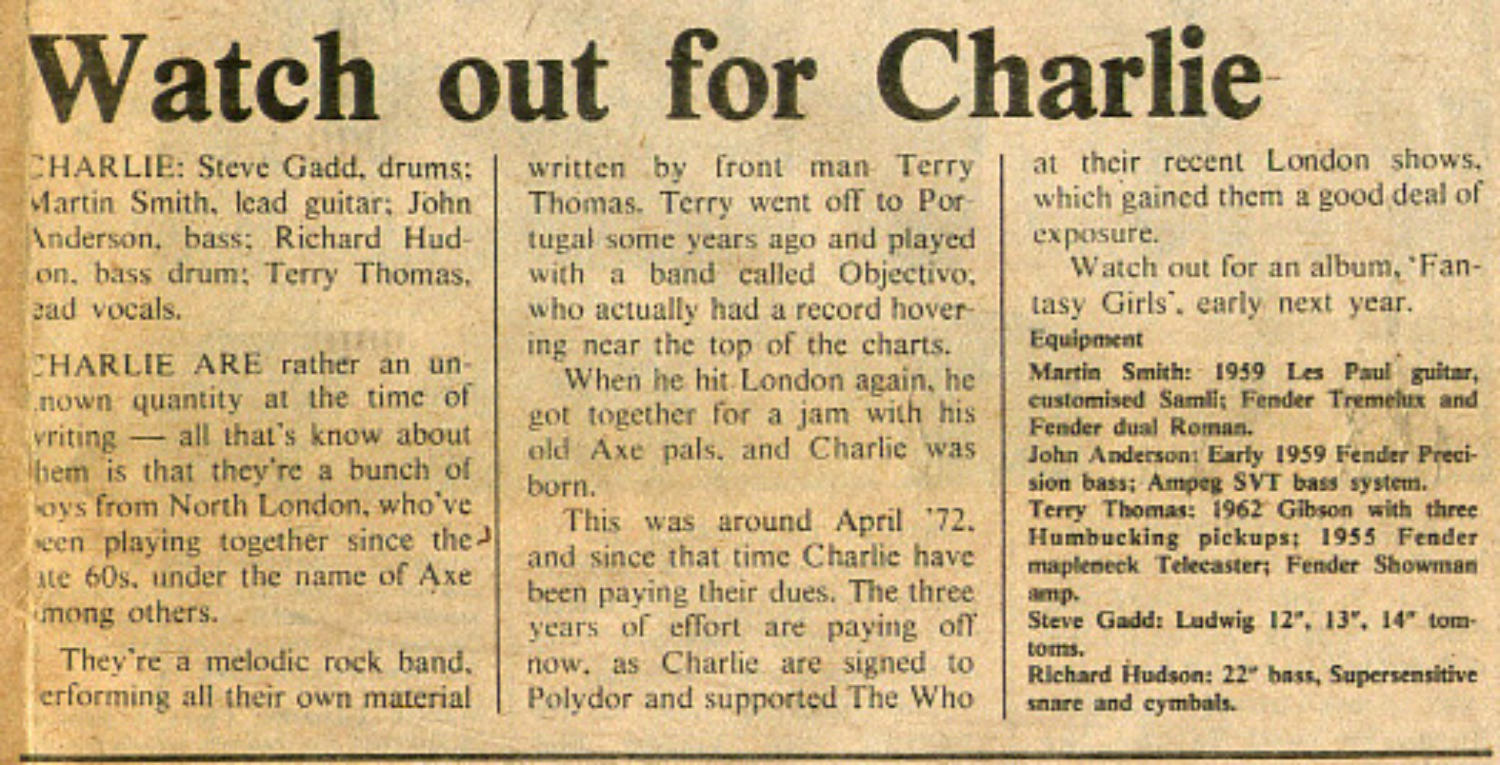 Watch out for Charlie
CHARLIE: Steve Gadd, drums;
Martin Smith, lead guitar; John
Anderson, bass; Richard Hud-
on, bass drum; Terry Thomas,
ead vocals.
CHARLIE ARE rather an un-
nown quantity at the time of
writing — all that's know about
hem is that they're a bunch of
oys from North London, who've
een playing together since the
ate 60s, under the name of Axe
mong others.
They're a melodic rock band,
erforming all their own material
written by front man Terry
Thomas. Terry went off to Por-
tugal some years ago and played
with a band called Objectivo,
who actually had a record hover-
ing near the top of the charts.
When he hit London again, he
got together for a jam with his
old Axe pals, and Charlie was
born.
This was around April '72,
and since that time Charlie have
been paying their dues. The three
years of effort are paying off
now, as Charlie are signed to
Polydor and supported The Who
at their recent London shows,
which gained them a good deal of
exposure.
Watch out for an album, 'Fan-
tasy Girls', early next year.
Equipment
Martin Smith: 1959 Les Paul guitar,
customised Samli; Fender Tremelux and
Fender dual Roman.
John Anderson: Early 1959 Fender Preci-
sion bass; Ampeg SVT bass system.
Terry Thomas: 1962 Gibson with three
Humbucking pickups; 1955 Fender
mapleneck Telecaster; Fender Showman
amp.
Steve Gadd: Ludwig 12", 13", 14" tom-
toms.
Richard Hudson: 22" bass, Supersensitive
snare and cymbals.